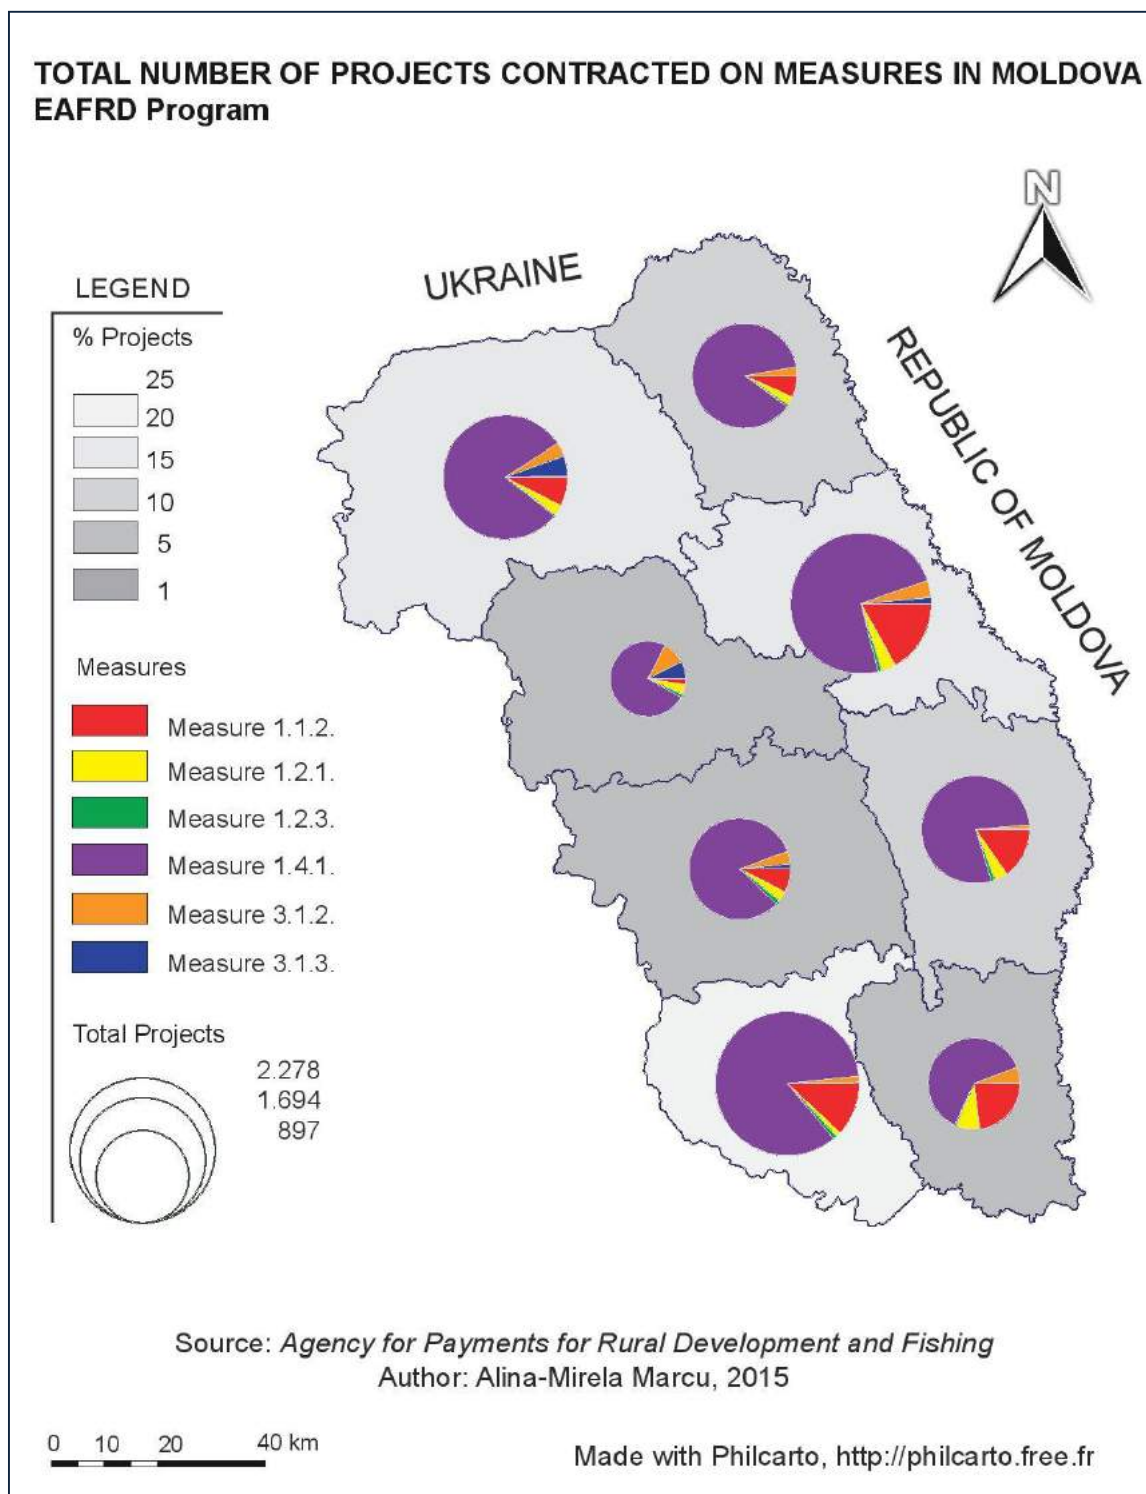 TOTAL NUMBER OF PROJECTS CONTRACTED ON MEASURES IN MOLDOVA
EAFRD Program
N
UKRAINE
REPUBLIC OF MOLDOVA
LEGEND
% Projects
25
20
15
10
5
1
Measures
Measure 1.1.2.
Measure 1.2.1.
Measure 1.2.3.
Measure 1.4.1.
Measure 3.1.2.
Measure 3.1.3.
Total Projects
2.278
1.694
897
Source: Agency for Payments for Rural Development and Fishing
Author: Alina-Mirela Marcu, 2015
0 10 20 40 km
Made with Philcarto, http://philcarto.free.fr